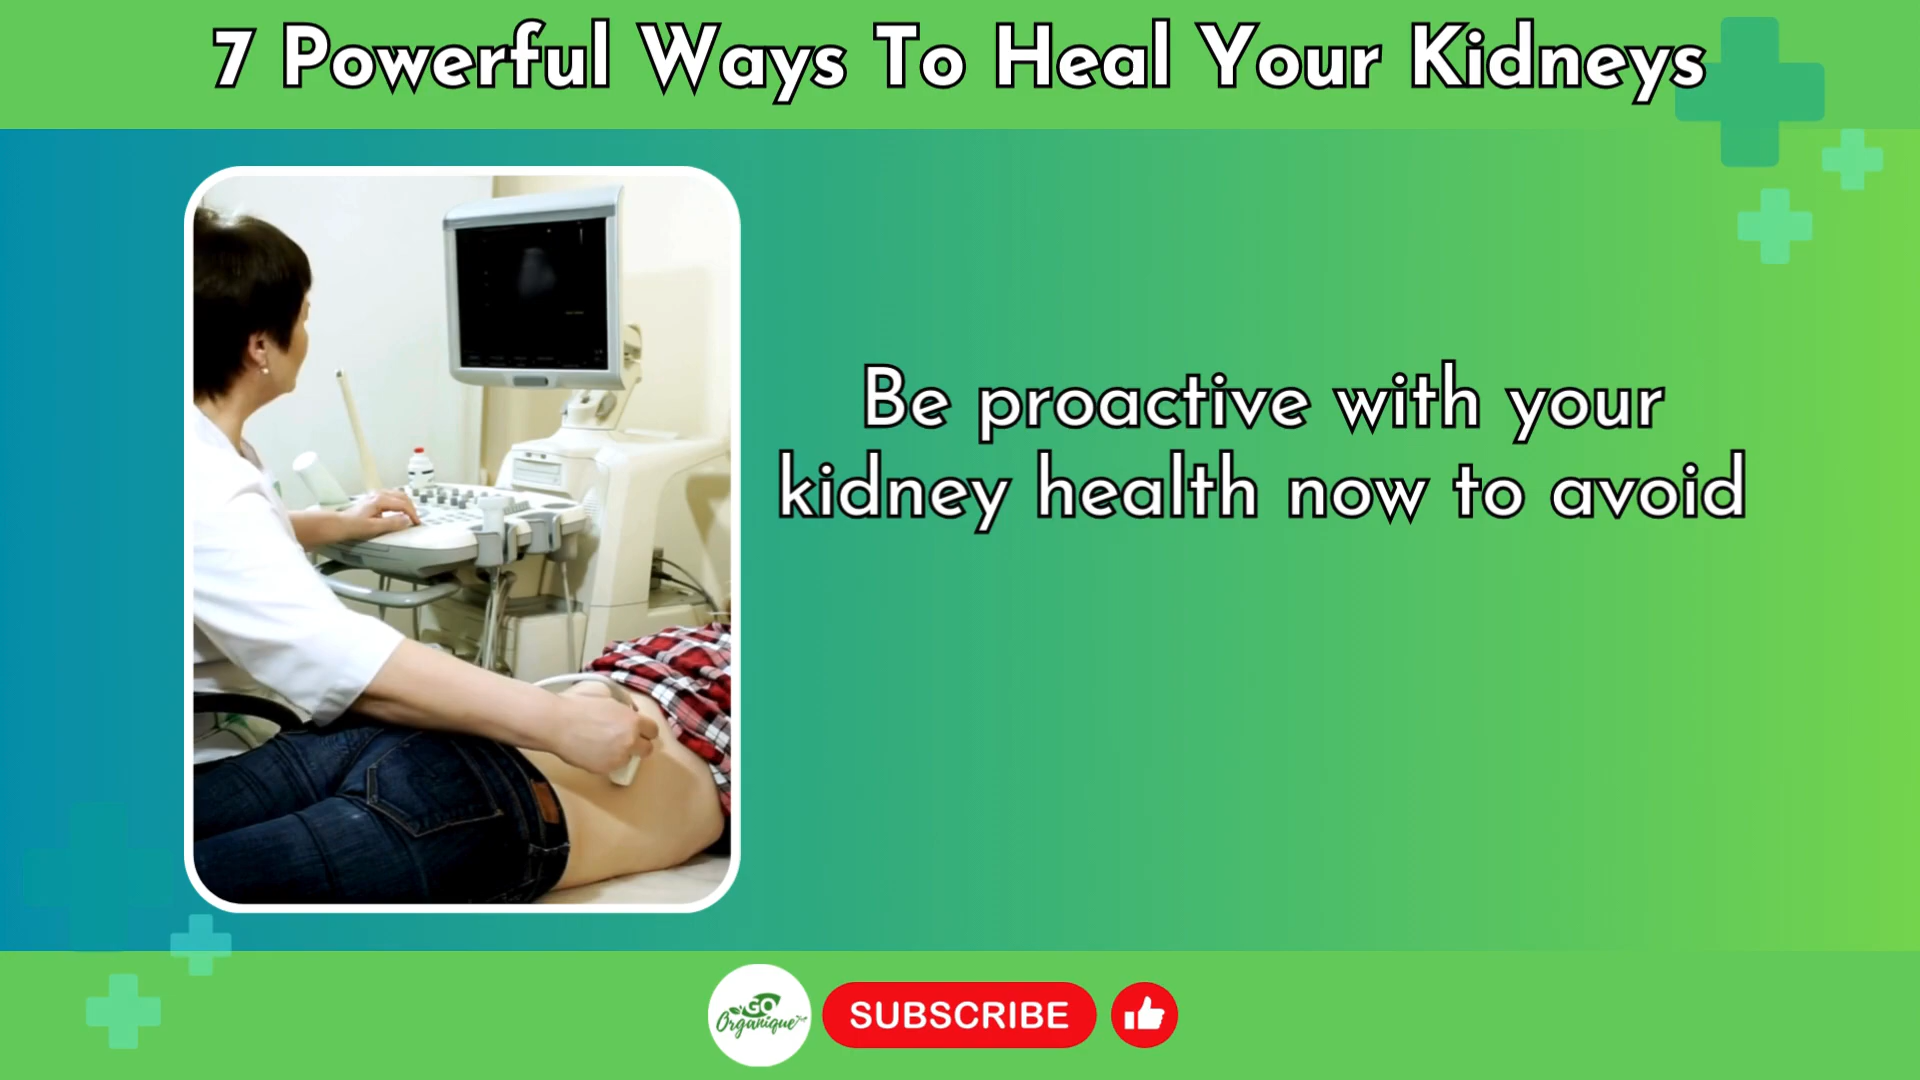 7 Powerful Ways To Heal Your Kidneys
Be proactive with your
kidney health now to avoid
GO
Organique
SUBSCRIBE